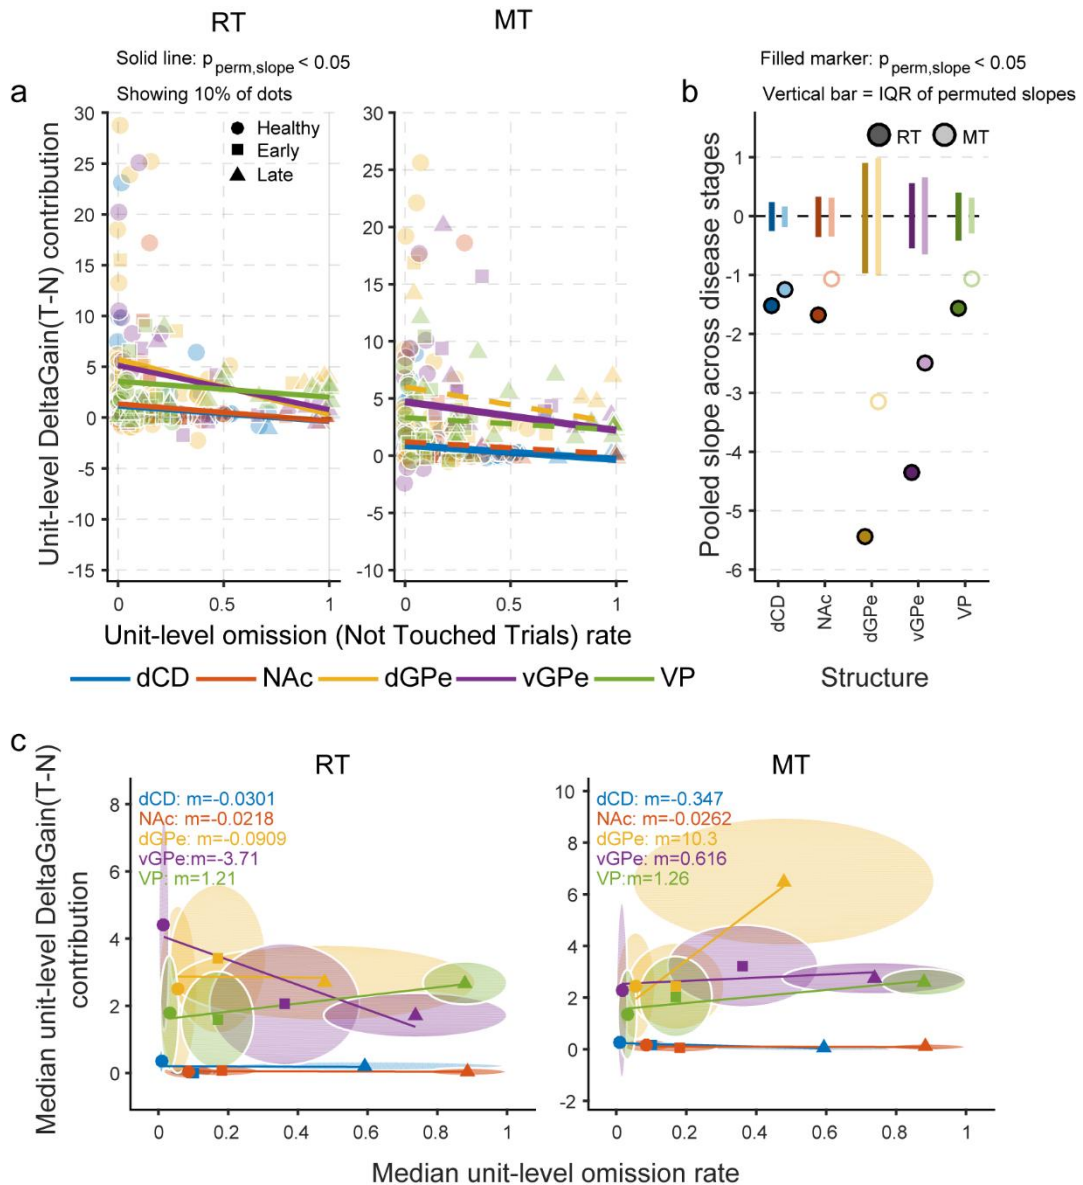 RT
MT
Solid line: p perm,slope < 0.05
Filled marker: p perm,slope < 0.05
a
Showing 10% of dots
b
Vertical bar = IQR of permuted slopes
Unit-level DeltaGain(T-N) contribution
30
25
20
15
10
5
0
-5
-10
-15
Healthy
Early
Late
0
0.5
1
30
25
20
15
10
5
0
-5
-10
0
0.5
1
Unit-level omission (Not Touched Trials) rate
dCD
NAc
dGPe
vGPe
VP
Pooled slope across disease stages
RT
MT
1
0
-1
-2
-3
-4
-5
-6
dCD
NAc
dGPe
vGPe
VP
Structure
c
Median unit-level DeltaGain(T-N)
contribution
RT
dCD: m=-0.0301
NAc: m=-0.0218
dGPe: m=-0.0909
vGPe:m=-3.71
VP: m=1.21
8
6
4
2
0
0
0.2
0.4
0.6
0.8
1
MT
dCD: m=-0.347
NAc: m=-0.0262
dGPe: m=10.3
vGPe: m=0.616
VP:m=1.26
10
8
6
4
2
0
-2
0
0.2
0.4
0.6
0.8
1
Median unit-level omission rate